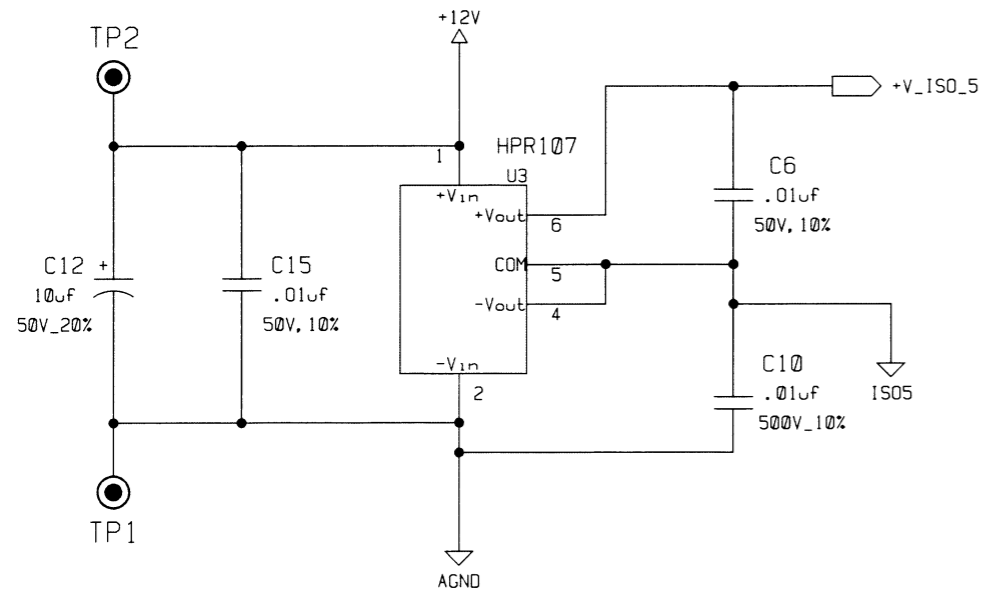 +12V
TP2
+V_ISO_5
HPR107
1
U3
+Vin
C6
.01uf
50V,10%
+Vout
6
C12 +
10uf
50V_20%
C15
.01uf
50V,10%
COM
5
-Vout
4
-Vin
2
C10
.01uf
500V_10%
ISO5
TP1
AGND